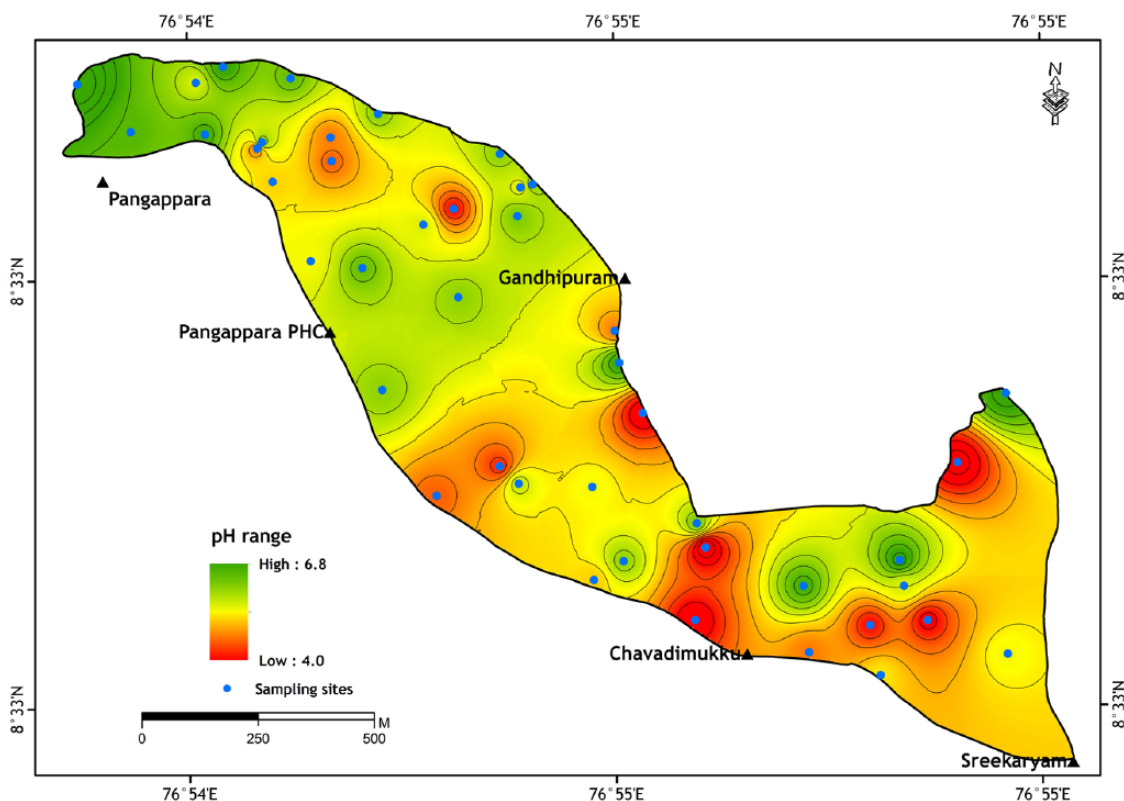 76°54'E 76°55'E 76°55'E
N
Pangappara
Gandhipuram
8°33'N 8°33'N
Pangappara PHC
pH range
High : 6.8
Low : 4.0
Chavadimukku
Sampling sites
8°33'N 8°33'N
M
0 250 500
Sreekaryam
76°54'E 76°55'E 76°55'E